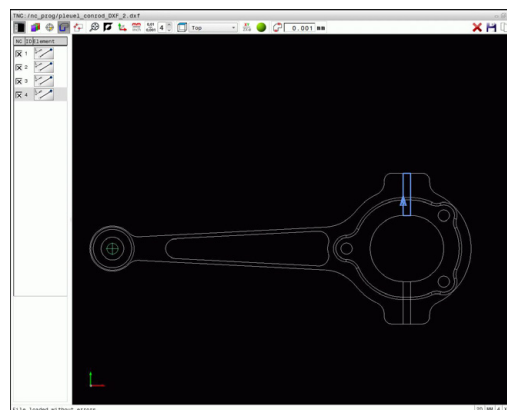 TNC:/nc_prog/pleuel_conrod_DXF_2.dxf
4 Top 0.001 mm
NC ID Element
1
2
3
4
File loaded without errors